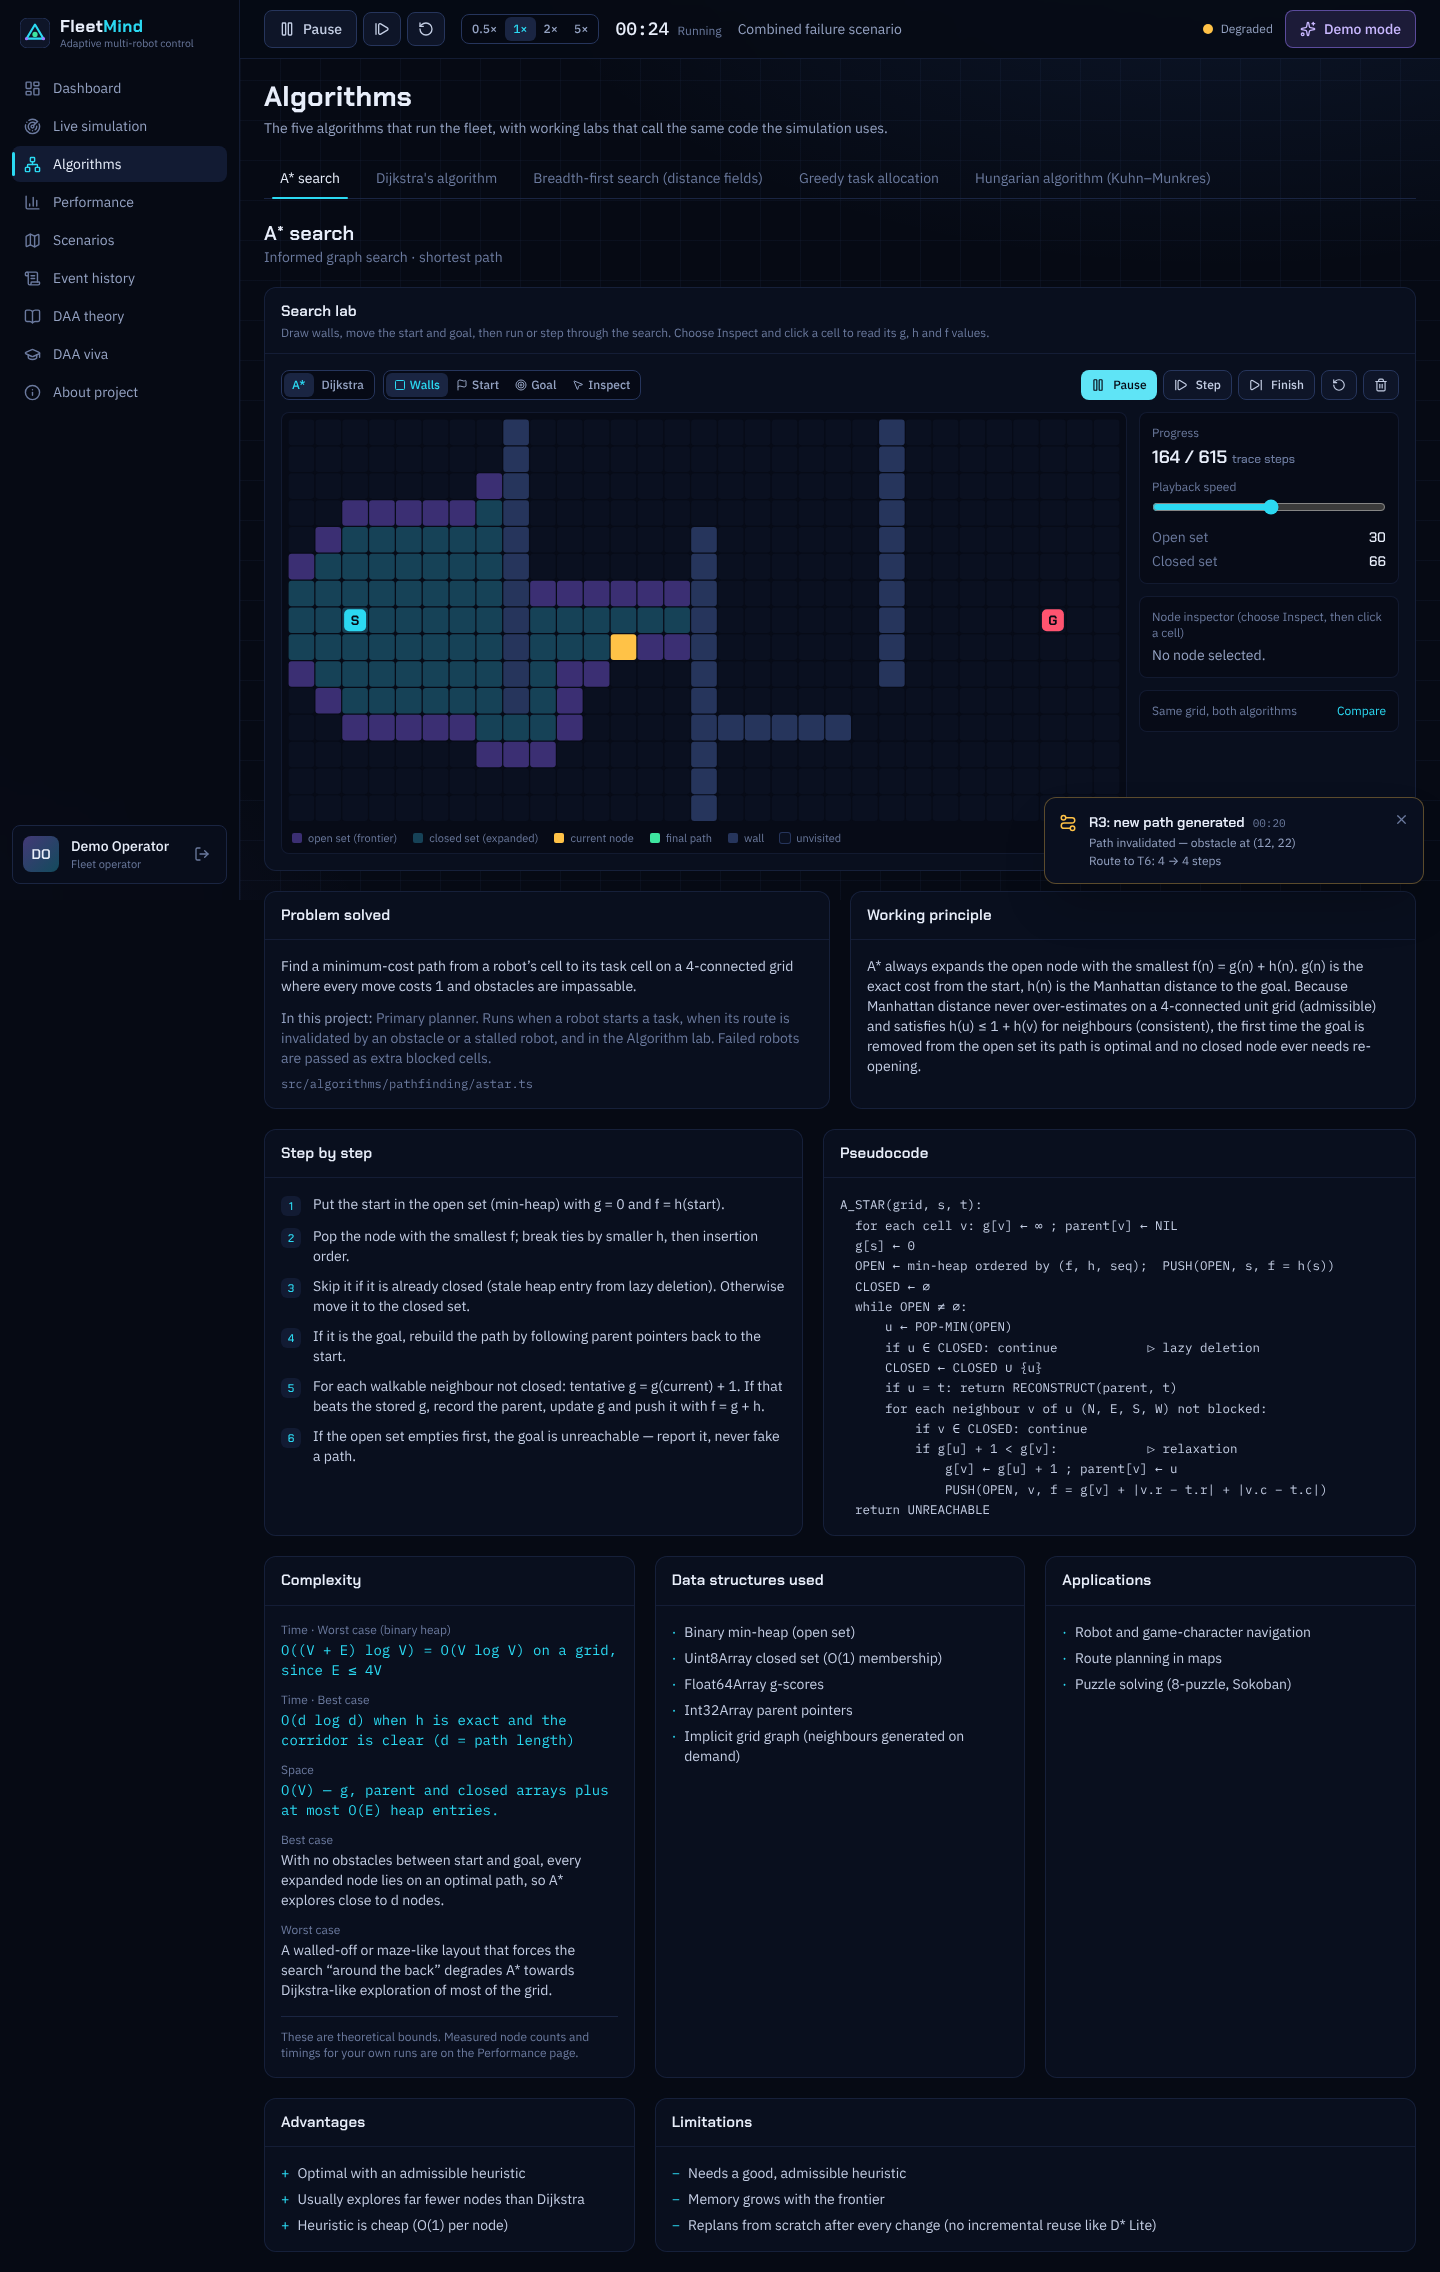 FleetMind
Adaptive multi-robot control
Dashboard
Live simulation
Algorithms
Performance
Scenarios
Event history
DAA theory
DAA viva
About project
DO
Demo Operator
Fleet operator
Pause
0.5× 1× 2× 5×
00:24 Running
Combined failure scenario
Degraded
Demo mode
Algorithms
The five algorithms that run the fleet, with working labs that call the same code the simulation uses.
A* search
Dijkstra's algorithm
Breadth-first search (distance fields)
Greedy task allocation
Hungarian algorithm (Kuhn–Munkres)
A* search
Informed graph search · shortest path
Search lab
Draw walls, move the start and goal, then run or step through the search. Choose Inspect and click a cell to read its g, h and f values.
A* Dijkstra
Walls Start Goal Inspect
Pause Step Finish
S
G
open set (frontier) closed set (expanded) current node final path wall unvisited
Progress
164 / 615 trace steps
Playback speed
Open set 30
Closed set 66
Node inspector (choose Inspect, then click
a cell)
No node selected.
Same grid, both algorithms Compare
R3: new path generated 00:20
Path invalidated — obstacle at (12, 22)
Route to T6: 4 → 4 steps
Problem solved
Find a minimum-cost path from a robot’s cell to its task cell on a 4-connected grid
where every move costs 1 and obstacles are impassable.
In this project: Primary planner. Runs when a robot starts a task, when its route is
invalidated by an obstacle or a stalled robot, and in the Algorithm lab. Failed robots
are passed as extra blocked cells.
src/algorithms/pathfinding/astar.ts
Working principle
A* always expands the open node with the smallest f(n) = g(n) + h(n). g(n) is the
exact cost from the start, h(n) is the Manhattan distance to the goal. Because
Manhattan distance never over-estimates on a 4-connected unit grid (admissible)
and satisfies h(u) ≤ 1 + h(v) for neighbours (consistent), the first time the goal is
removed from the open set its path is optimal and no closed node ever needs re-
opening.
Step by step
1 Put the start in the open set (min-heap) with g = 0 and f = h(start).
2 Pop the node with the smallest f; break ties by smaller h, then insertion
order.
3 Skip it if it is already closed (stale heap entry from lazy deletion). Otherwise
move it to the closed set.
4 If it is the goal, rebuild the path by following parent pointers back to the
start.
5 For each walkable neighbour not closed: tentative g = g(current) + 1. If that
beats the stored g, record the parent, update g and push it with f = g + h.
6 If the open set empties first, the goal is unreachable — report it, never fake
a path.
Pseudocode
A_STAR(grid, s, t):
for each cell v: g[v] ← ∞ ; parent[v] ← NIL
g[s] ← 0
OPEN ← min-heap ordered by (f, h, seq); PUSH(OPEN, s, f = h(s))
CLOSED ← ∅
while OPEN ≠ ∅:
u ← POP-MIN(OPEN)
if u ∈ CLOSED: continue ▷ lazy deletion
CLOSED ← CLOSED ∪ {u}
if u = t: return RECONSTRUCT(parent, t)
for each neighbour v of u (N, E, S, W) not blocked:
if v ∈ CLOSED: continue
if g[u] + 1 < g[v]: ▷ relaxation
g[v] ← g[u] + 1 ; parent[v] ← u
PUSH(OPEN, v, f = g[v] + |v.r − t.r| + |v.c − t.c|)
return UNREACHABLE
Complexity
Time · Worst case (binary heap)
O((V + E) log V) = O(V log V) on a grid,
since E ≤ 4V
Time · Best case
O(d log d) when h is exact and the
corridor is clear (d = path length)
Space
O(V) — g, parent and closed arrays plus
at most O(E) heap entries.
Best case
With no obstacles between start and goal, every
expanded node lies on an optimal path, so A*
explores close to d nodes.
Worst case
A walled-off or maze-like layout that forces the
search “around the back” degrades A* towards
Dijkstra-like exploration of most of the grid.
These are theoretical bounds. Measured node counts and
timings for your own runs are on the Performance page.
Data structures used
· Binary min-heap (open set)
· Uint8Array closed set (O(1) membership)
· Float64Array g-scores
· Int32Array parent pointers
· Implicit grid graph (neighbours generated on
demand)
Applications
· Robot and game-character navigation
· Route planning in maps
· Puzzle solving (8-puzzle, Sokoban)
Advantages
+ Optimal with an admissible heuristic
+ Usually explores far fewer nodes than Dijkstra
+ Heuristic is cheap (O(1) per node)
Limitations
− Needs a good, admissible heuristic
− Memory grows with the frontier
− Replans from scratch after every change (no incremental reuse like D* Lite)